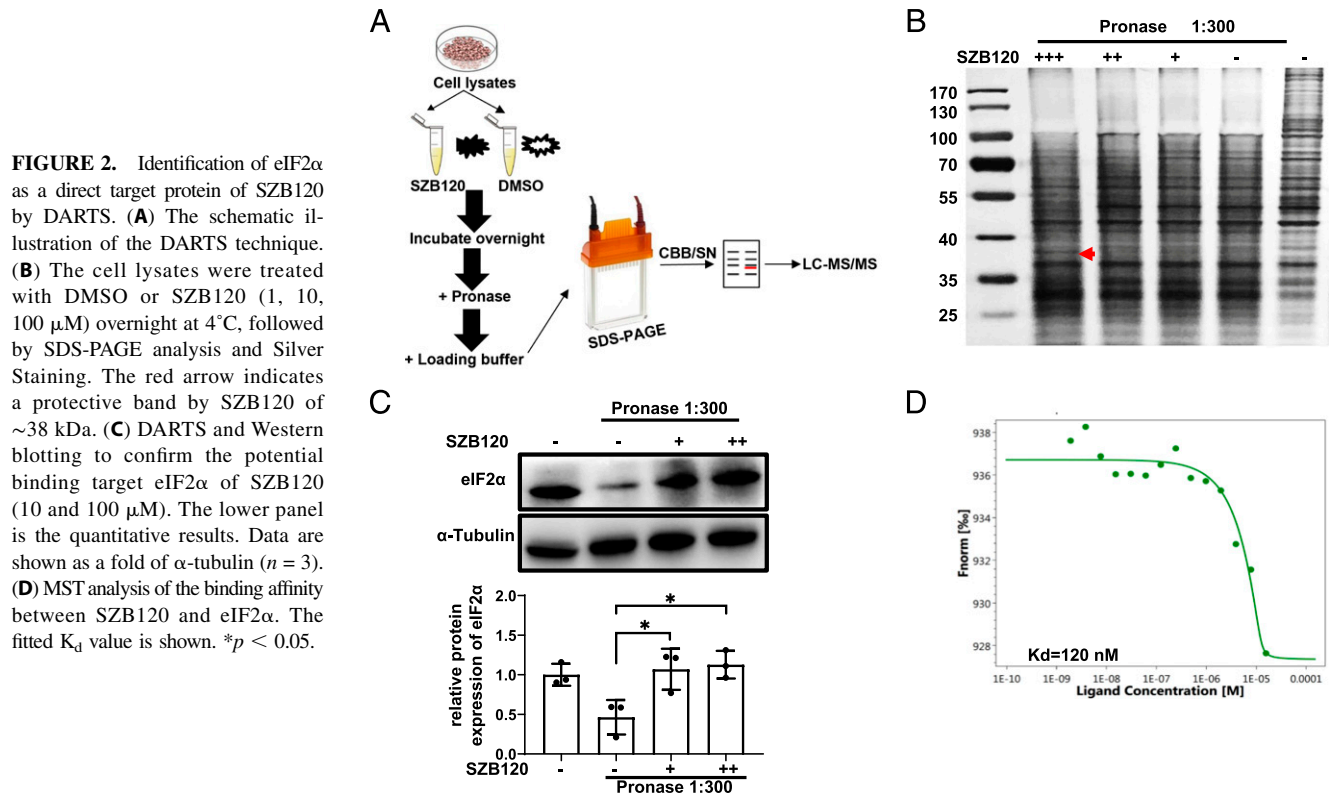 FIGURE 2. Identification of eIF2α
as a direct target protein of SZB120
by DARTS. (A) The schematic il-
lustration of the DARTS technique.
(B) The cell lysates were treated
with DMSO or SZB120 (1, 10,
100 μM) overnight at 4˚C, followed
by SDS-PAGE analysis and Silver
Staining. The red arrow indicates
a protective band by SZB120 of
∼38 kDa. (C) DARTS and Western
blotting to confirm the potential
binding target eIF2α of SZB120
(10 and 100 μM). The lower panel
is the quantitative results. Data are
shown as a fold of α-tubulin (n = 3).
(D) MST analysis of the binding affinity
between SZB120 and eIF2α. The
fitted Kd value is shown. *p < 0.05.
A
Cell lysates
SZB120 DMSO
Incubate overnight
+ Pronase
+ Loading buffer
SDS-PAGE
CBB/SN
LC-MS/MS
B
Pronase 1:300
SZB120 +++ ++ + - -
170
130
100
70
55
40
35
25
C
Pronase 1:300
SZB120 - - + ++
eIF2α
α-Tubulin
relative protein
expression of eIF2α
2.0
1.5
1.0
0.5
0.0
* *
SZB120 - - + ++
Pronase 1:300
D
Fnorm [‰]
938
936
934
932
930
928
Kd=120 nM
1E-10 1E-09 1E-08 1E-07 1E-06 1E-05 0.0001
Ligand Concentration [M]